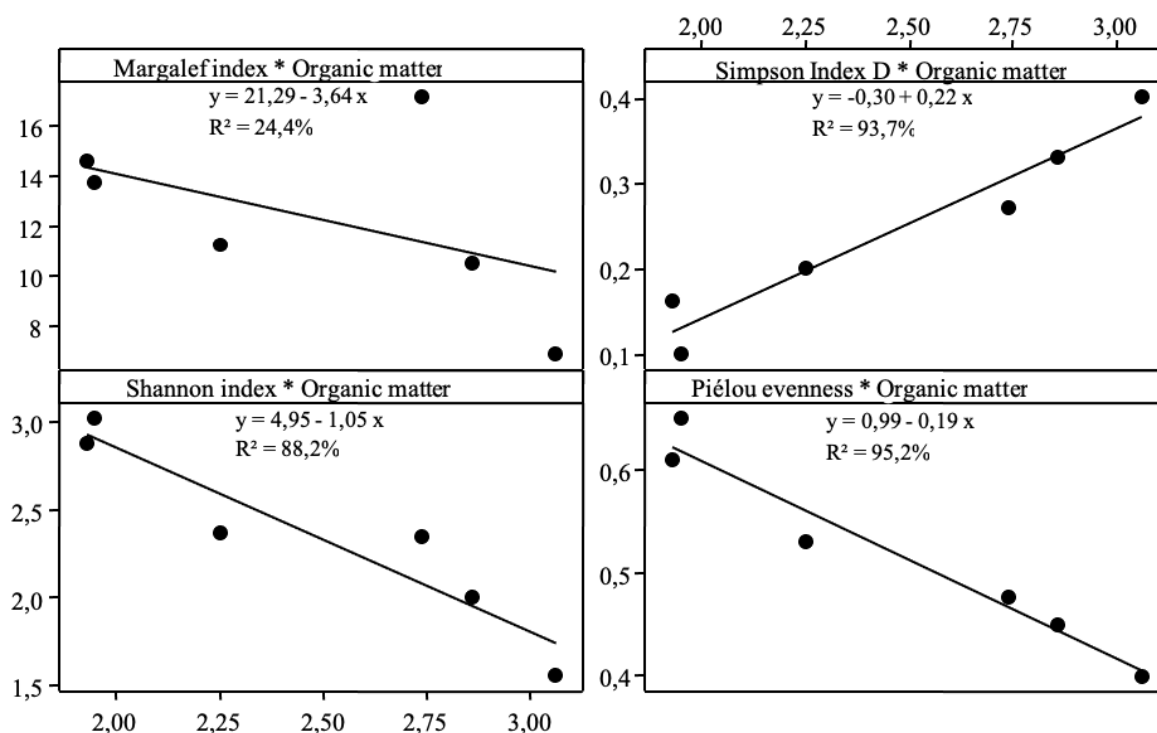 2,00 2,25 2,50 2,75 3,00
Margalef index * Organic matter
y = 21,29 - 3,64 x
R² = 24,4%
16
14
12
10
8
Simpson Index D * Organic matter
y = -0,30 + 0,22 x
R² = 93,7%
0,4
0,3
0,2
0,1
Shannon index * Organic matter
y = 4,95 - 1,05 x
R² = 88,2%
3,0
2,5
2,0
1,5
Piélou evenness * Organic matter
y = 0,99 - 0,19 x
R² = 95,2%
0,6
0,5
0,4
2,00 2,25 2,50 2,75 3,00